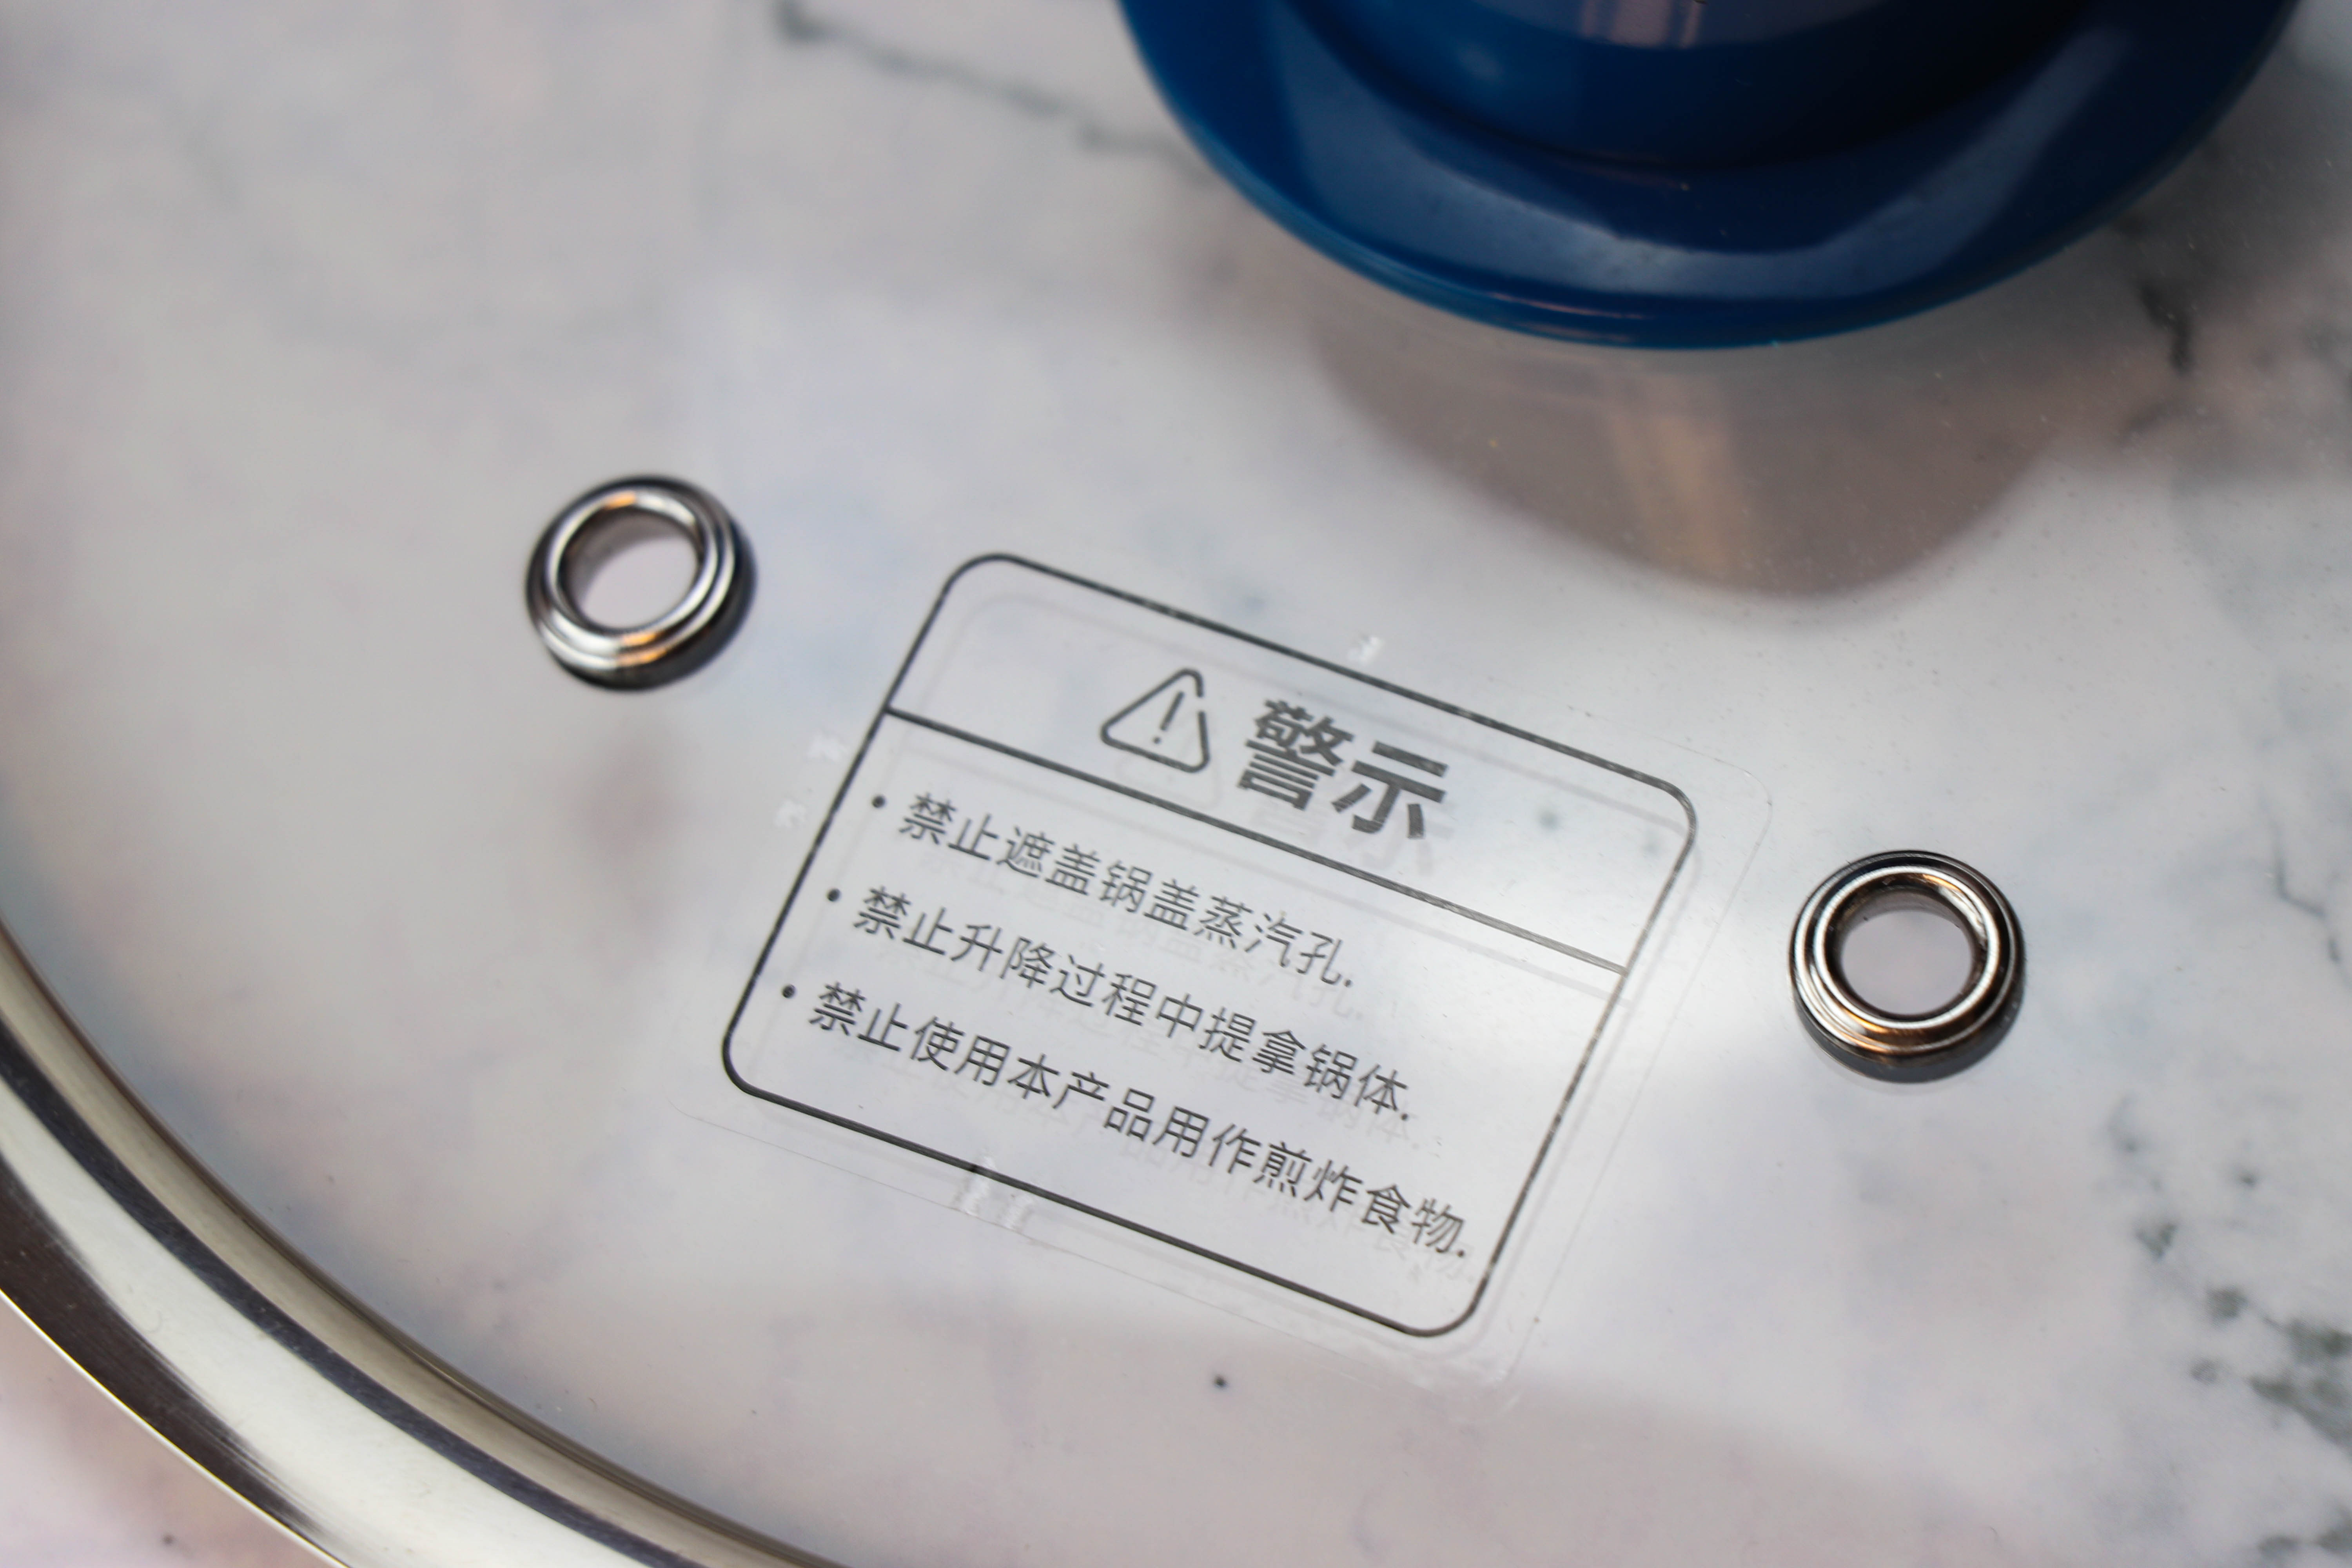 警示
• 禁止遮盖锅盖蒸汽孔.
• 禁止升降过程中提拿锅体.
• 禁止使用本产品用作煎炸食物.